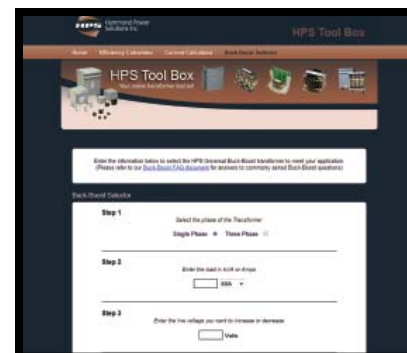 HPS Hammond Power
Solutions Inc.
HPS Tool Box
Home Efficiency Calculator Current Calculator Buck-Boost Selector
HPS Tool Box
Your online transformer tool set!
Enter the information below to select the HPS Universal Buck-Boost transformer to meet your application
(Please refer to our Buck-Boost FAQ document for answers to commonly asked Buck-Boost questions)
Buck-Boost Selector
Step 1
Select the phase of the Transformer
Single Phase Three Phase
Step 2
Enter the load in kVA or Amps
kVA
Step 3
Enter the line voltage you want to increase or decrease
Volts